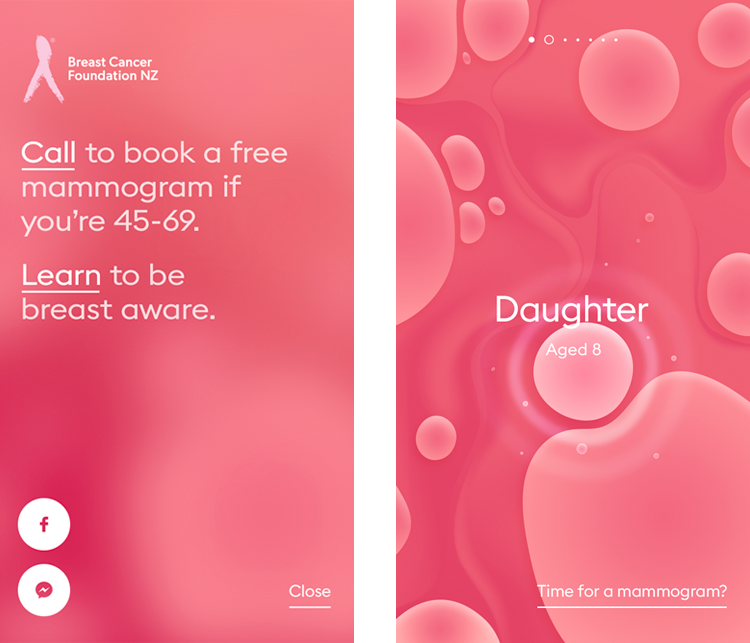 Breast Cancer
Foundation NZ
Call to book a free
mammogram if
you're 45-69.
Learn to be
breast aware.
Close
Daughter
Aged 8
Time for a mammogram?